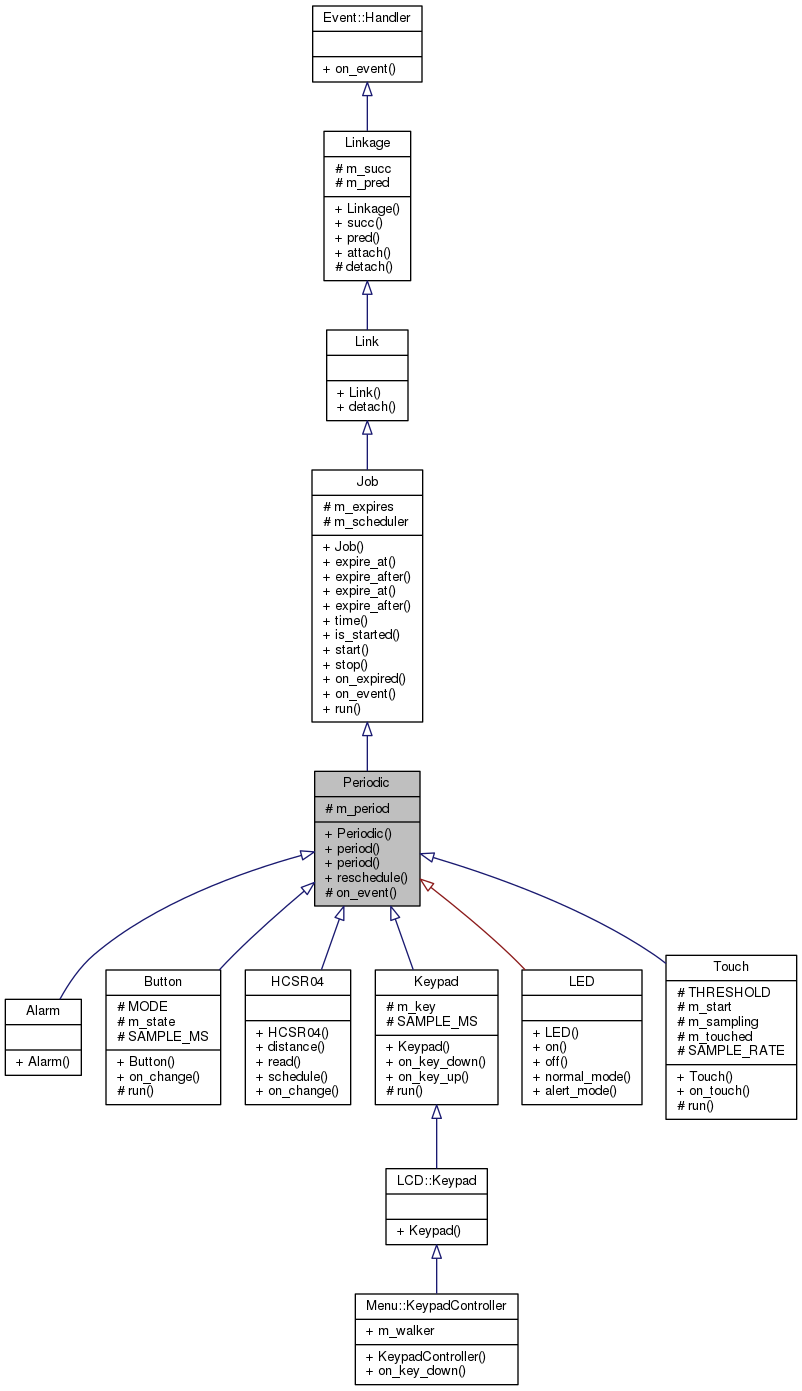 Event::Handler
+ on_event()
Linkage
# m_succ
# m_pred
+ Linkage()
+ succ()
+ pred()
+ attach()
# detach()
Link
+ Link()
+ detach()
Job
# m_expires
# m_scheduler
+ Job()
+ expire_at()
+ expire_after()
+ expire_at()
+ expire_after()
+ time()
+ is_started()
+ start()
+ stop()
+ on_expired()
+ on_event()
+ run()
Periodic
# m_period
+ Periodic()
+ period()
+ period()
+ reschedule()
# on_event()
Alarm
+ Alarm()
Button
# MODE
# m_state
# SAMPLE_MS
+ Button()
+ on_change()
# run()
HCSR04
+ HCSR04()
+ distance()
+ read()
+ schedule()
+ on_change()
Keypad
# m_key
# SAMPLE_MS
+ Keypad()
+ on_key_down()
+ on_key_up()
# run()
LED
+ LED()
+ on()
+ off()
+ normal_mode()
+ alert_mode()
Touch
# THRESHOLD
# m_start
# m_sampling
# m_touched
# SAMPLE_RATE
+ Touch()
+ on_touch()
# run()
LCD::Keypad
+ Keypad()
Menu::KeypadController
+ m_walker
+ KeypadController()
+ on_key_down()